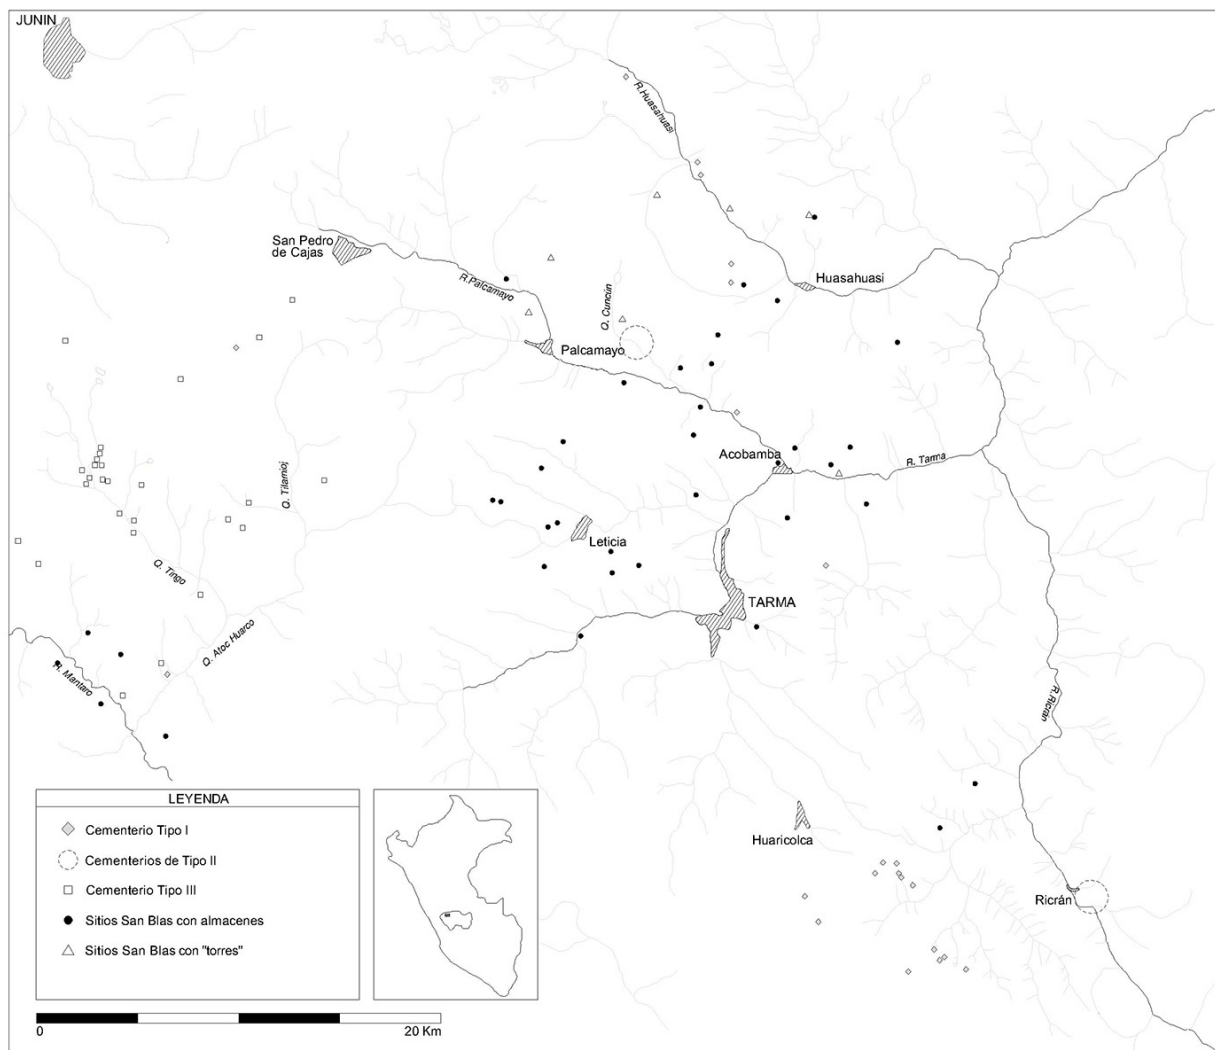 JUNIN
R.Huasahuasi
San Pedro
de Cajas
R.Palcamayo
Huasahuasi
Q. Cuncún
Palcamayo
Acobamba
R. Tarma
Q. Tilarnioj
Leticia
Q. Tingo
TARMA
Q. Atoc Huarco
R. Mantaro
R.Ricrán
Huaricolca
Ricrán
LEYENDA
Cementerio Tipo I
Cementerios de Tipo II
Cementerio Tipo III
Sitios San Blas con almacenes
Sitios San Blas con "torres"
0
20 Km